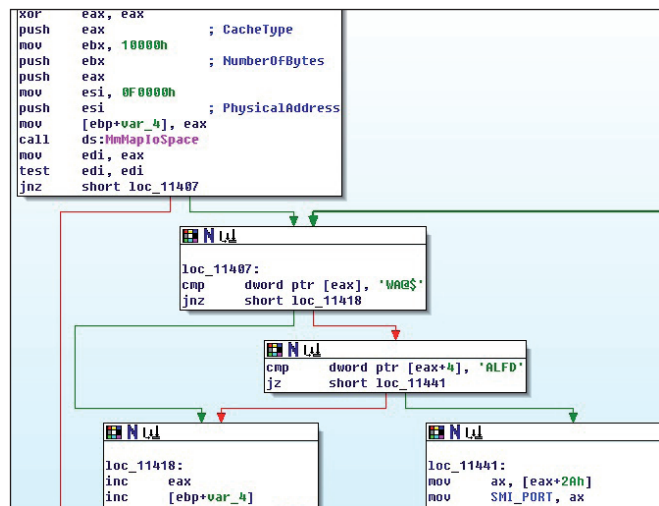 xor eax, eax
push eax ; CacheType
mov ebx, 10000h
push ebx ; NumberOfBytes
push eax
mov esi, 0F0000h
push esi ; PhysicalAddress
mov [ebp+var_4], eax
call ds:MmMapIoSpace
mov edi, eax
test edi, edi
jnz short loc_11407
loc_11407:
cmp dword ptr [eax], 'WA@$'
jnz short loc_11418
cmp dword ptr [eax+4], 'ALFD'
jz short loc_11441
loc_11418:
inc eax
inc [ebp+var_4]
loc_11441:
mov ax, [eax+2Ah]
mov SMI_PORT, ax